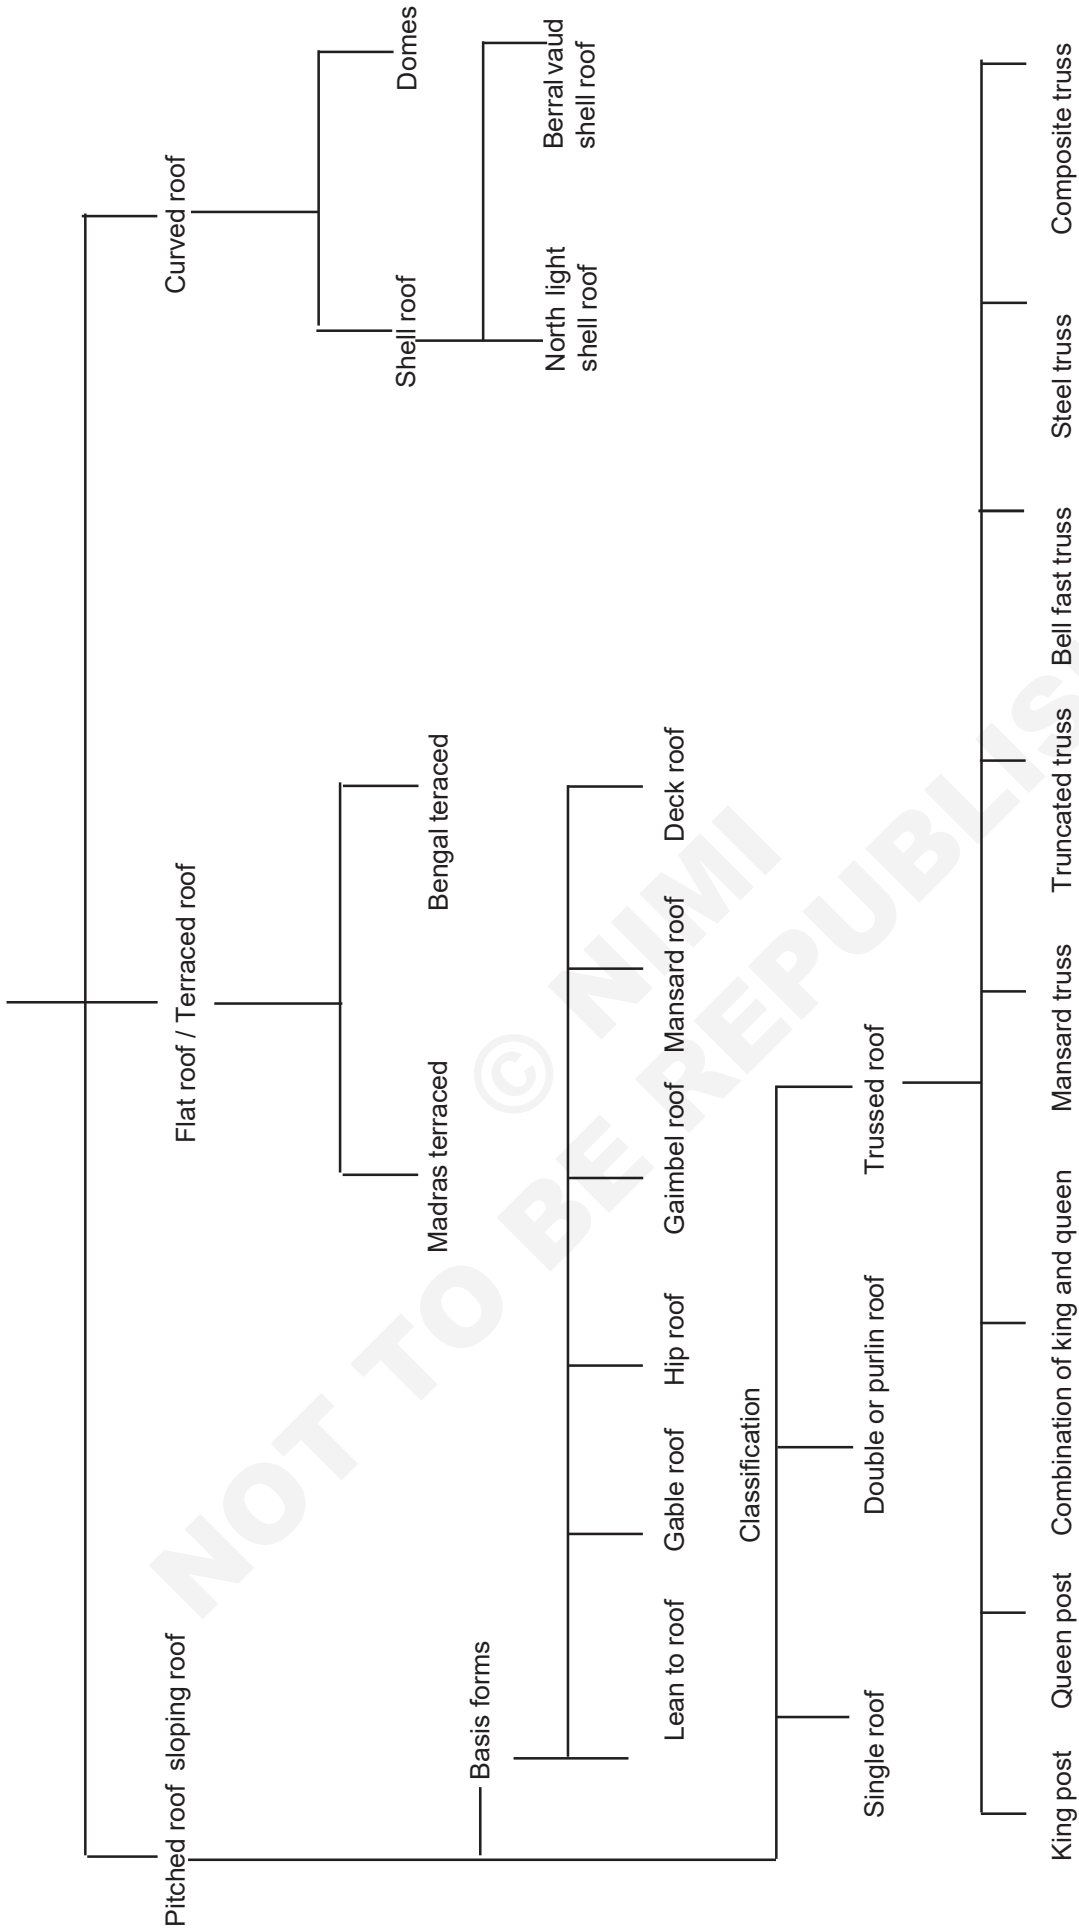 Pitched roof sloping roof
Flat roof / Terraced roof
Curved roof
Madras terraced
Bengal teraced
Shell roof
Domes
North light
shell roof
Berral vaud
shell roof
Basis forms
Lean to roof
Gable roof
Hip roof
Gaimbel roof
Mansard roof
Deck roof
Classification
Single roof
Double or purlin roof
Trussed roof
King post
Queen post
Combination of king and queen
Mansard truss
Truncated truss
Bell fast truss
Steel truss
Composite truss
© NIMI
NOT TO BE REPUBLIS